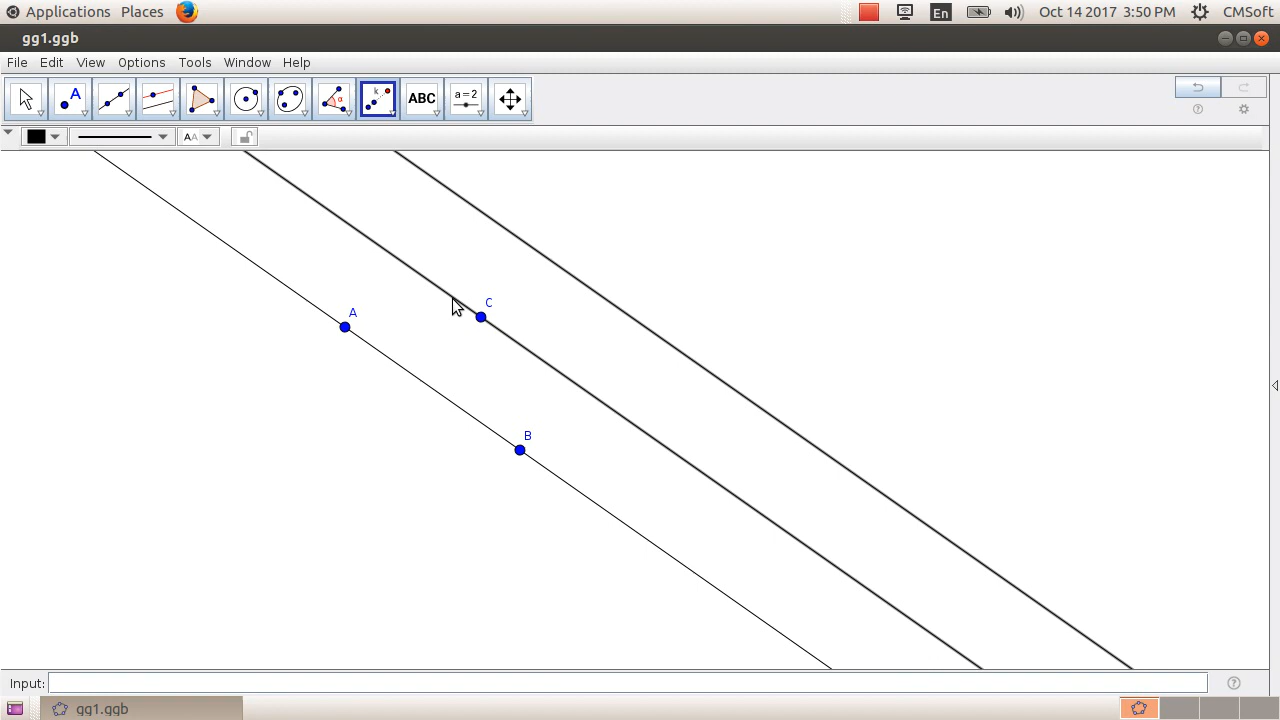 Applications Places En Oct 14 2017 3:50 PM CMSoft
gg1.ggb
File Edit View Options Tools Window Help
A α k ABC a = 2
AA
C
A
B
Input:
gg1.ggb